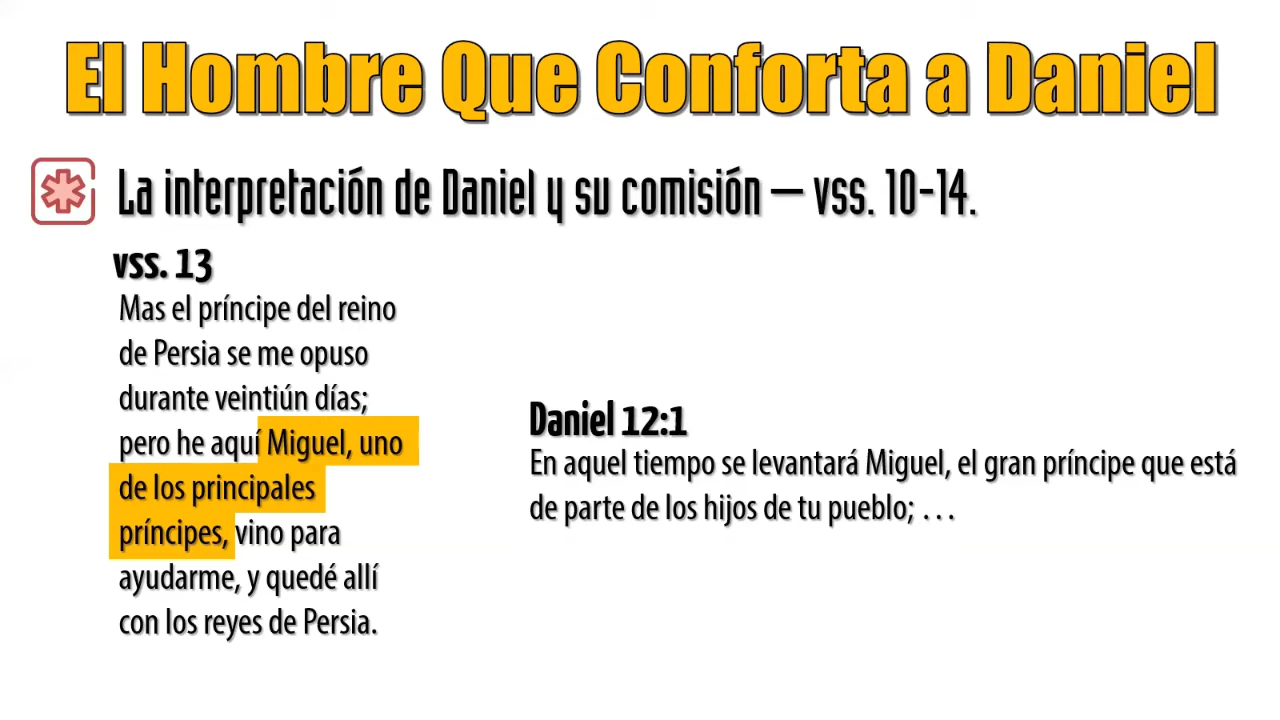 El Hombre Que Conforta a Daniel
La interpretación de Daniel y su comisión — vss. 10-14.
vss. 13
Mas el príncipe del reino
de Persia se me opuso
durante veintiún días;
pero he aquí Miguel, uno
de los principales
príncipes, vino para
ayudarme, y quedé allí
con los reyes de Persia.
Daniel 12:1
En aquel tiempo se levantará Miguel, el gran príncipe que está
de parte de los hijos de tu pueblo; . . .